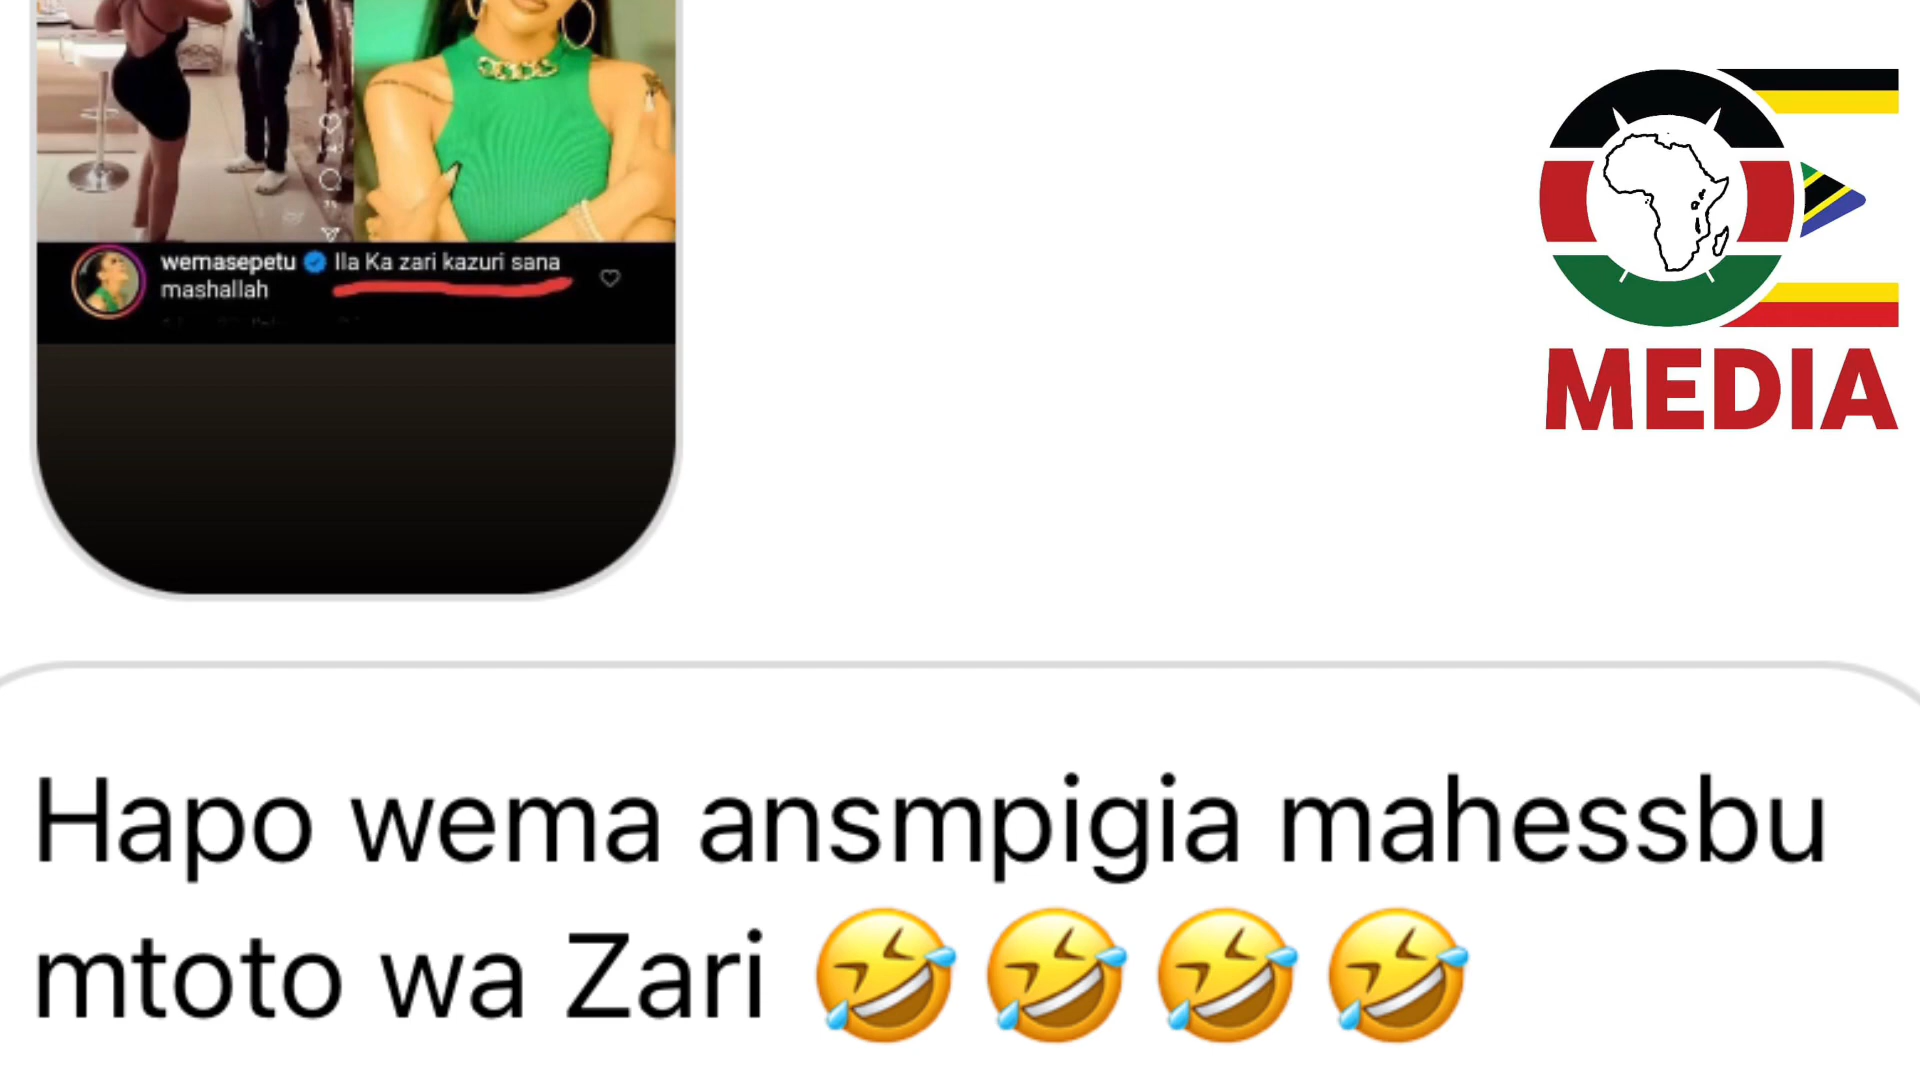 wemasepetu Ila Ka zari kazuri sana
mashallah
MEDIA
Hapo wema ansmpigia mahessbu
mtoto wa Zari 🤣🤣🤣🤣